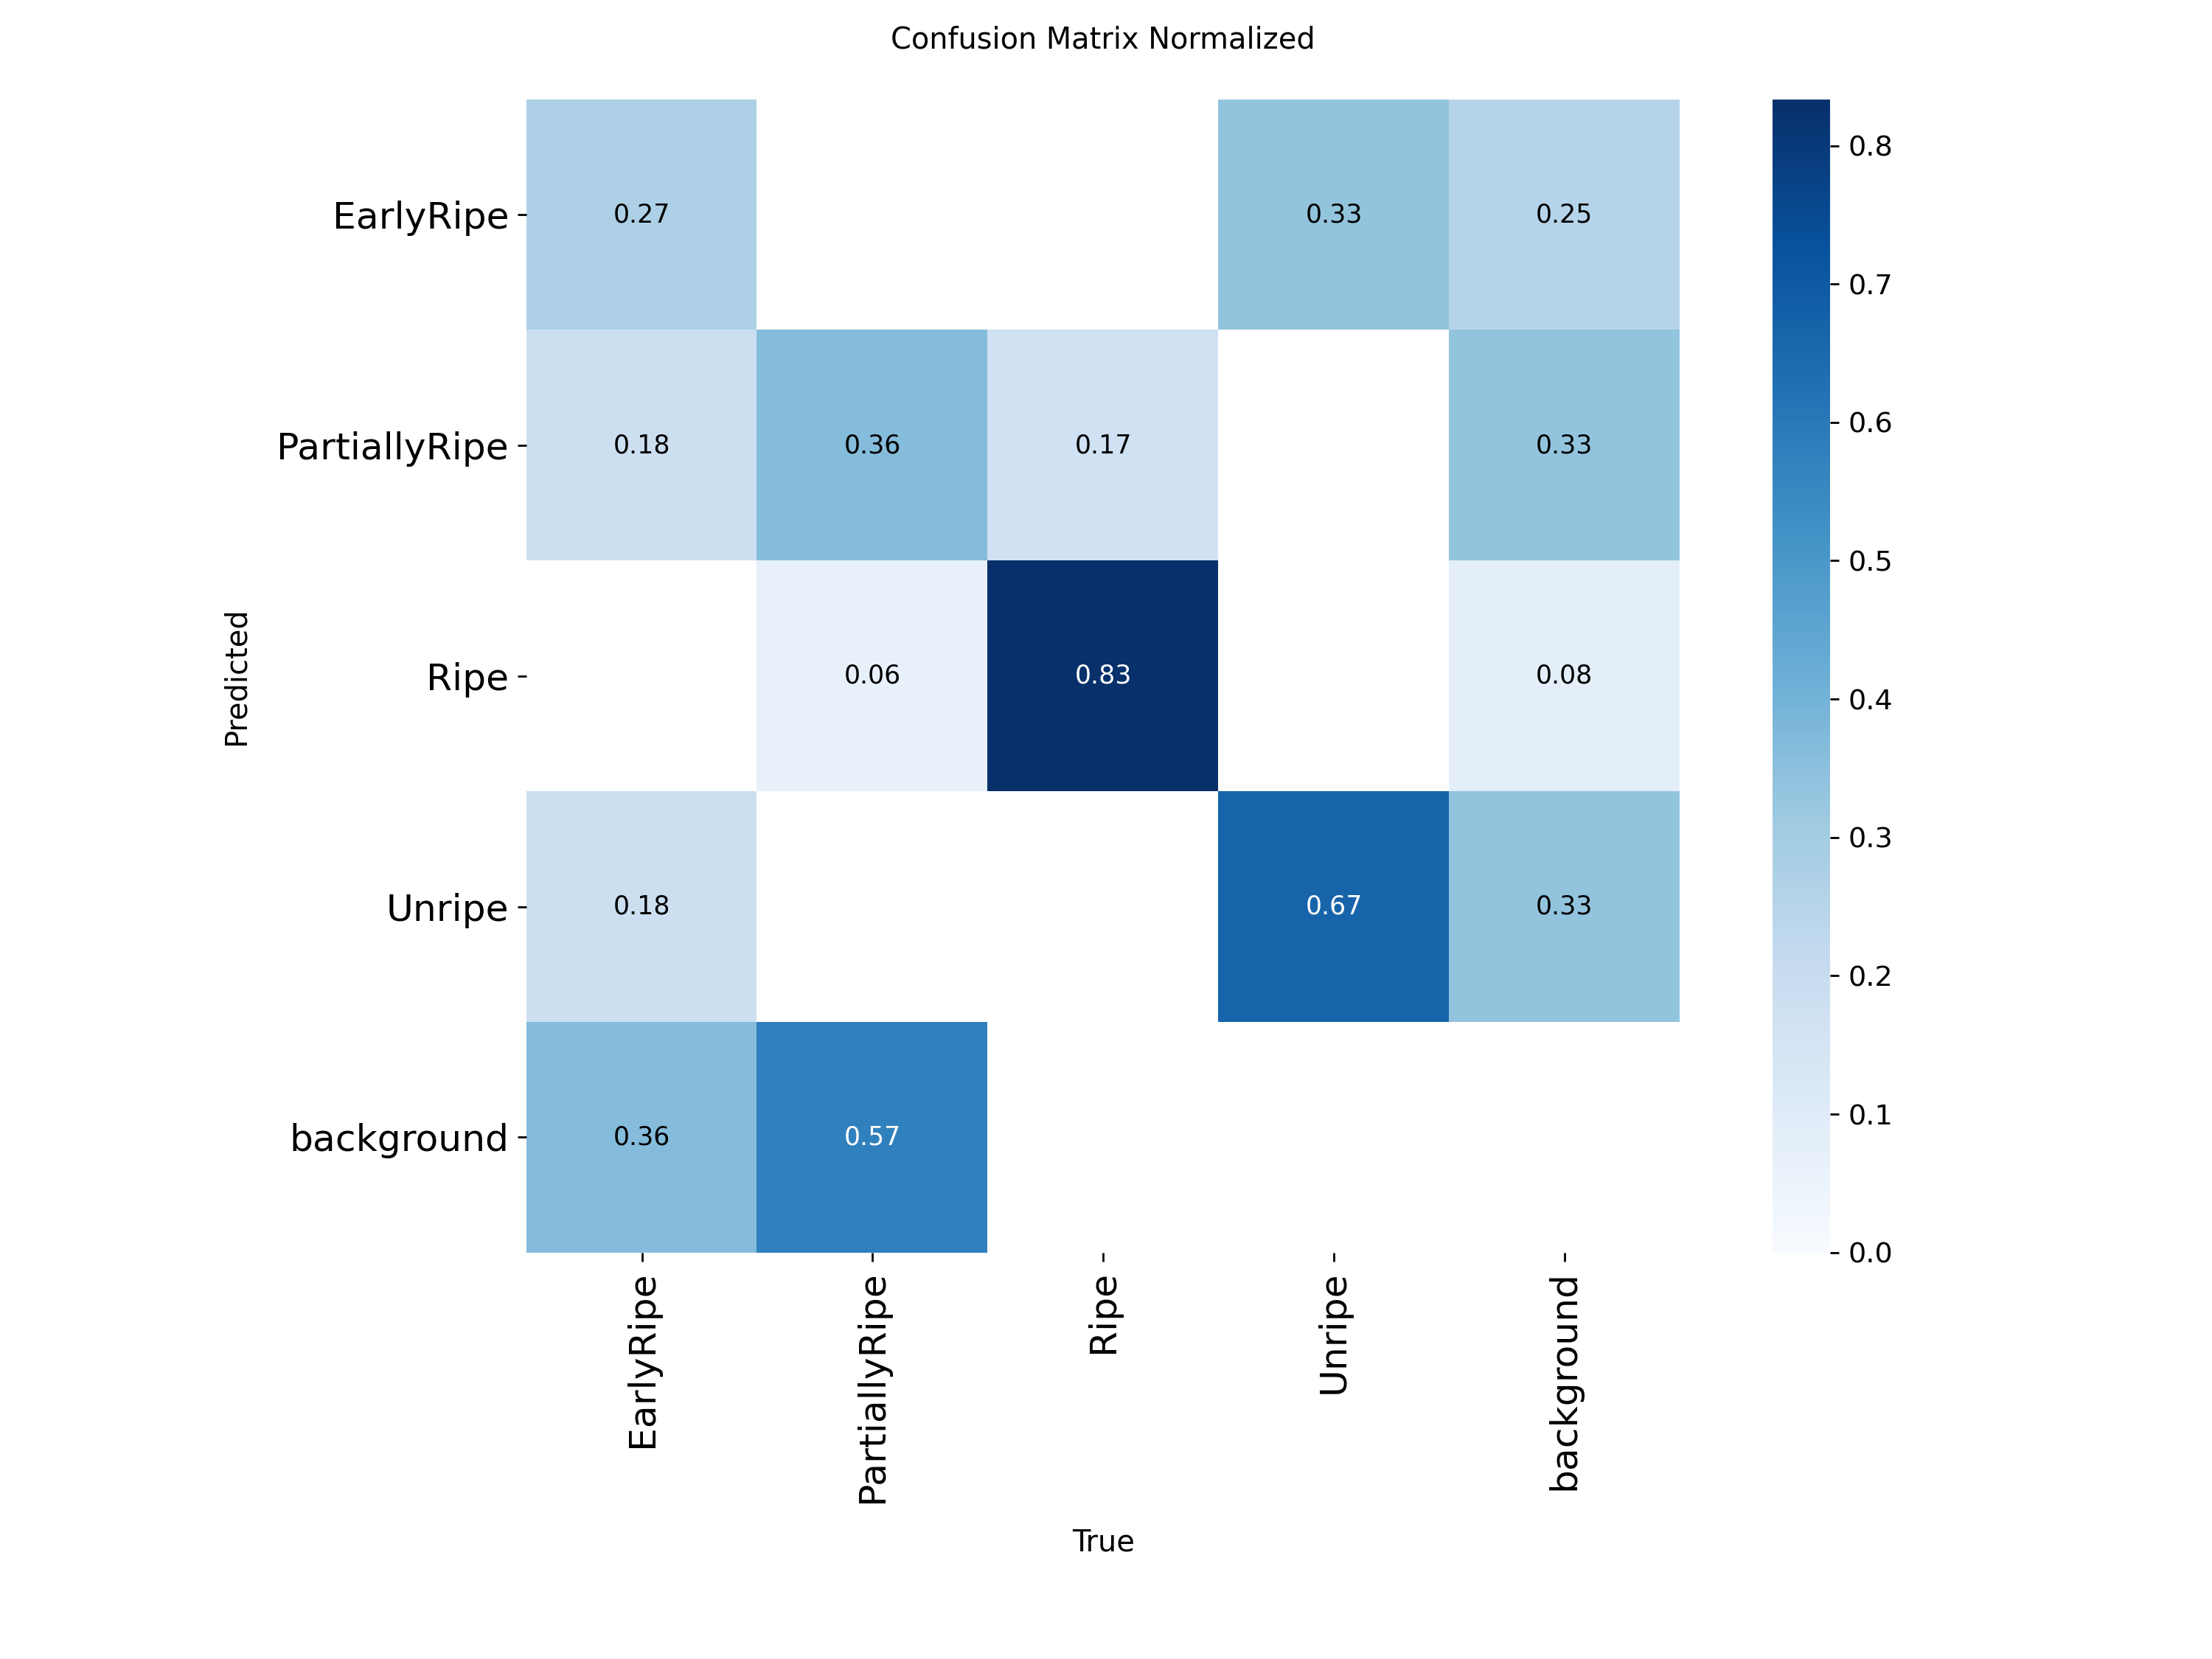 Confusion Matrix Normalized
EarlyRipe
0.27
0.33
0.25
0.8
0.7
PartiallyRipe
0.18
0.36
0.17
0.33
0.6
0.5
Predicted
Ripe
0.06
0.83
0.08
0.4
0.3
Unripe
0.18
0.67
0.33
0.2
0.1
background
0.36
0.57
0.0
EarlyRipe
PartiallyRipe
Ripe
Unripe
background
True